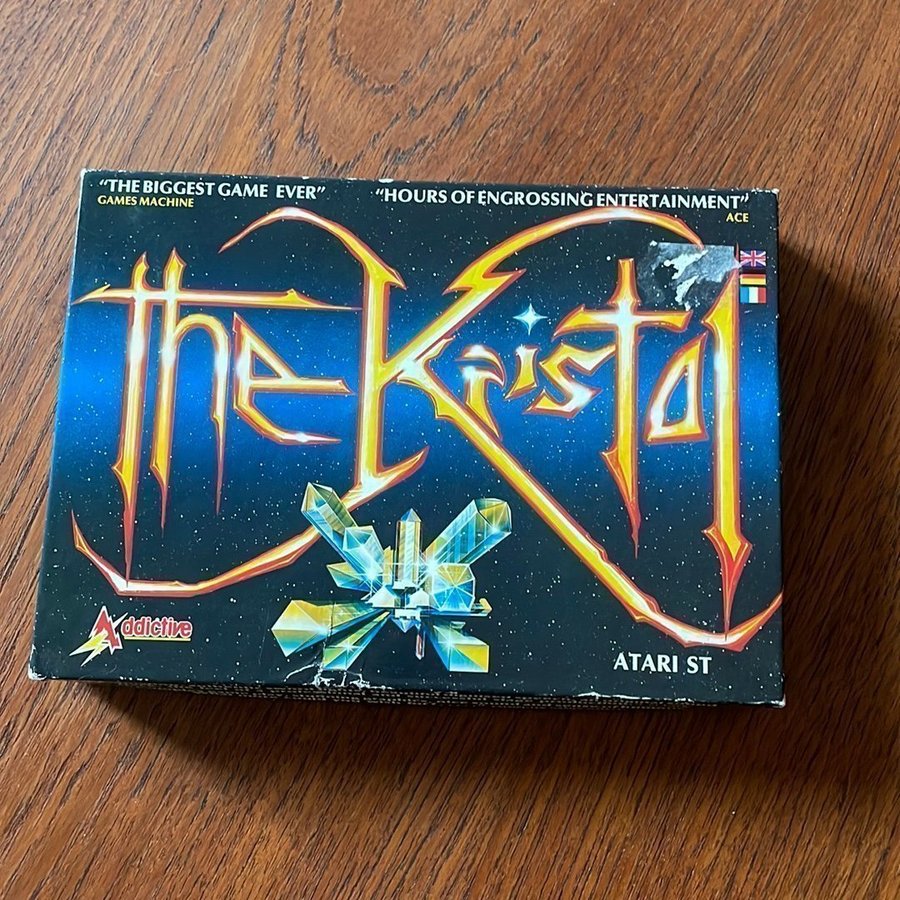 "THE BIGGEST GAME EVER"
GAMES MACHINE
"HOURS OF ENGROSSING ENTERTAINMENT"
ACE
the Kristal
Addictive
ATARI ST